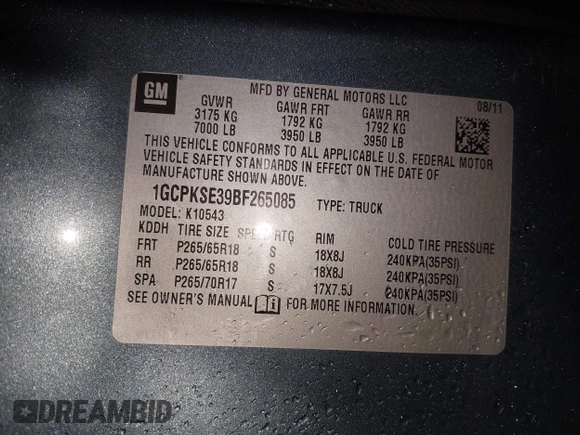 GM
MFD BY GENERAL MOTORS LLC
08/11
GVWR GAWR FRT GAWR RR
3175 KG 1792 KG 1792 KG
7000 LB 3950 LB 3950 LB
THIS VEHICLE CONFORMS TO ALL APPLICABLE U.S. FEDERAL MOTOR
VEHICLE SAFETY STANDARDS IN EFFECT ON THE DATE OF
MANUFACTURE SHOWN ABOVE.
1GCPKSE39BF265085 TYPE: TRUCK
MODEL: K10543
KDDH TIRE SIZE SPEED RTG RIM COLD TIRE PRESSURE
FRT P265/65R18 S 18X8J 240KPA(35PSI)
RR P265/65R18 S 18X8J 240KPA(35PSI)
SPA P265/70R17 S 17X7.5J 240KPA(35PSI)
SEE OWNER'S MANUAL FOR MORE INFORMATION.
DREAMBID